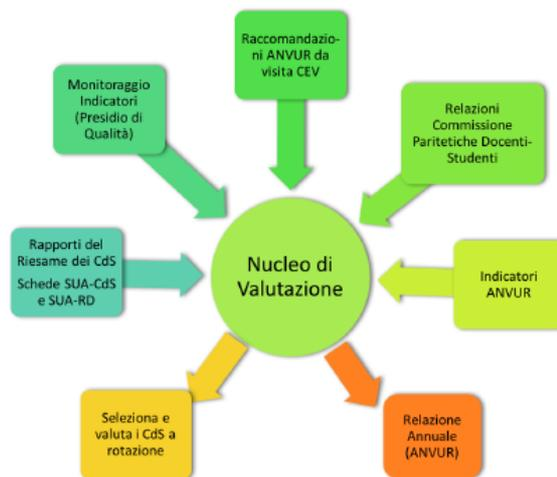 Raccomandazio-
ni ANVUR da
visita CEV
Monitoraggio
Indicatori
(Presidio di
Qualità)
Relazioni
Commissione
Paritetiche Docenti-
Studenti
Rapporti del
Riesame dei CdS
Schede SUA-CdS
e SUA-RD
Nucleo di
Valutazione
Indicatori
ANVUR
Seleziona e
valuta i CdS a
rotazione
Relazione
Annuale
(ANVUR)